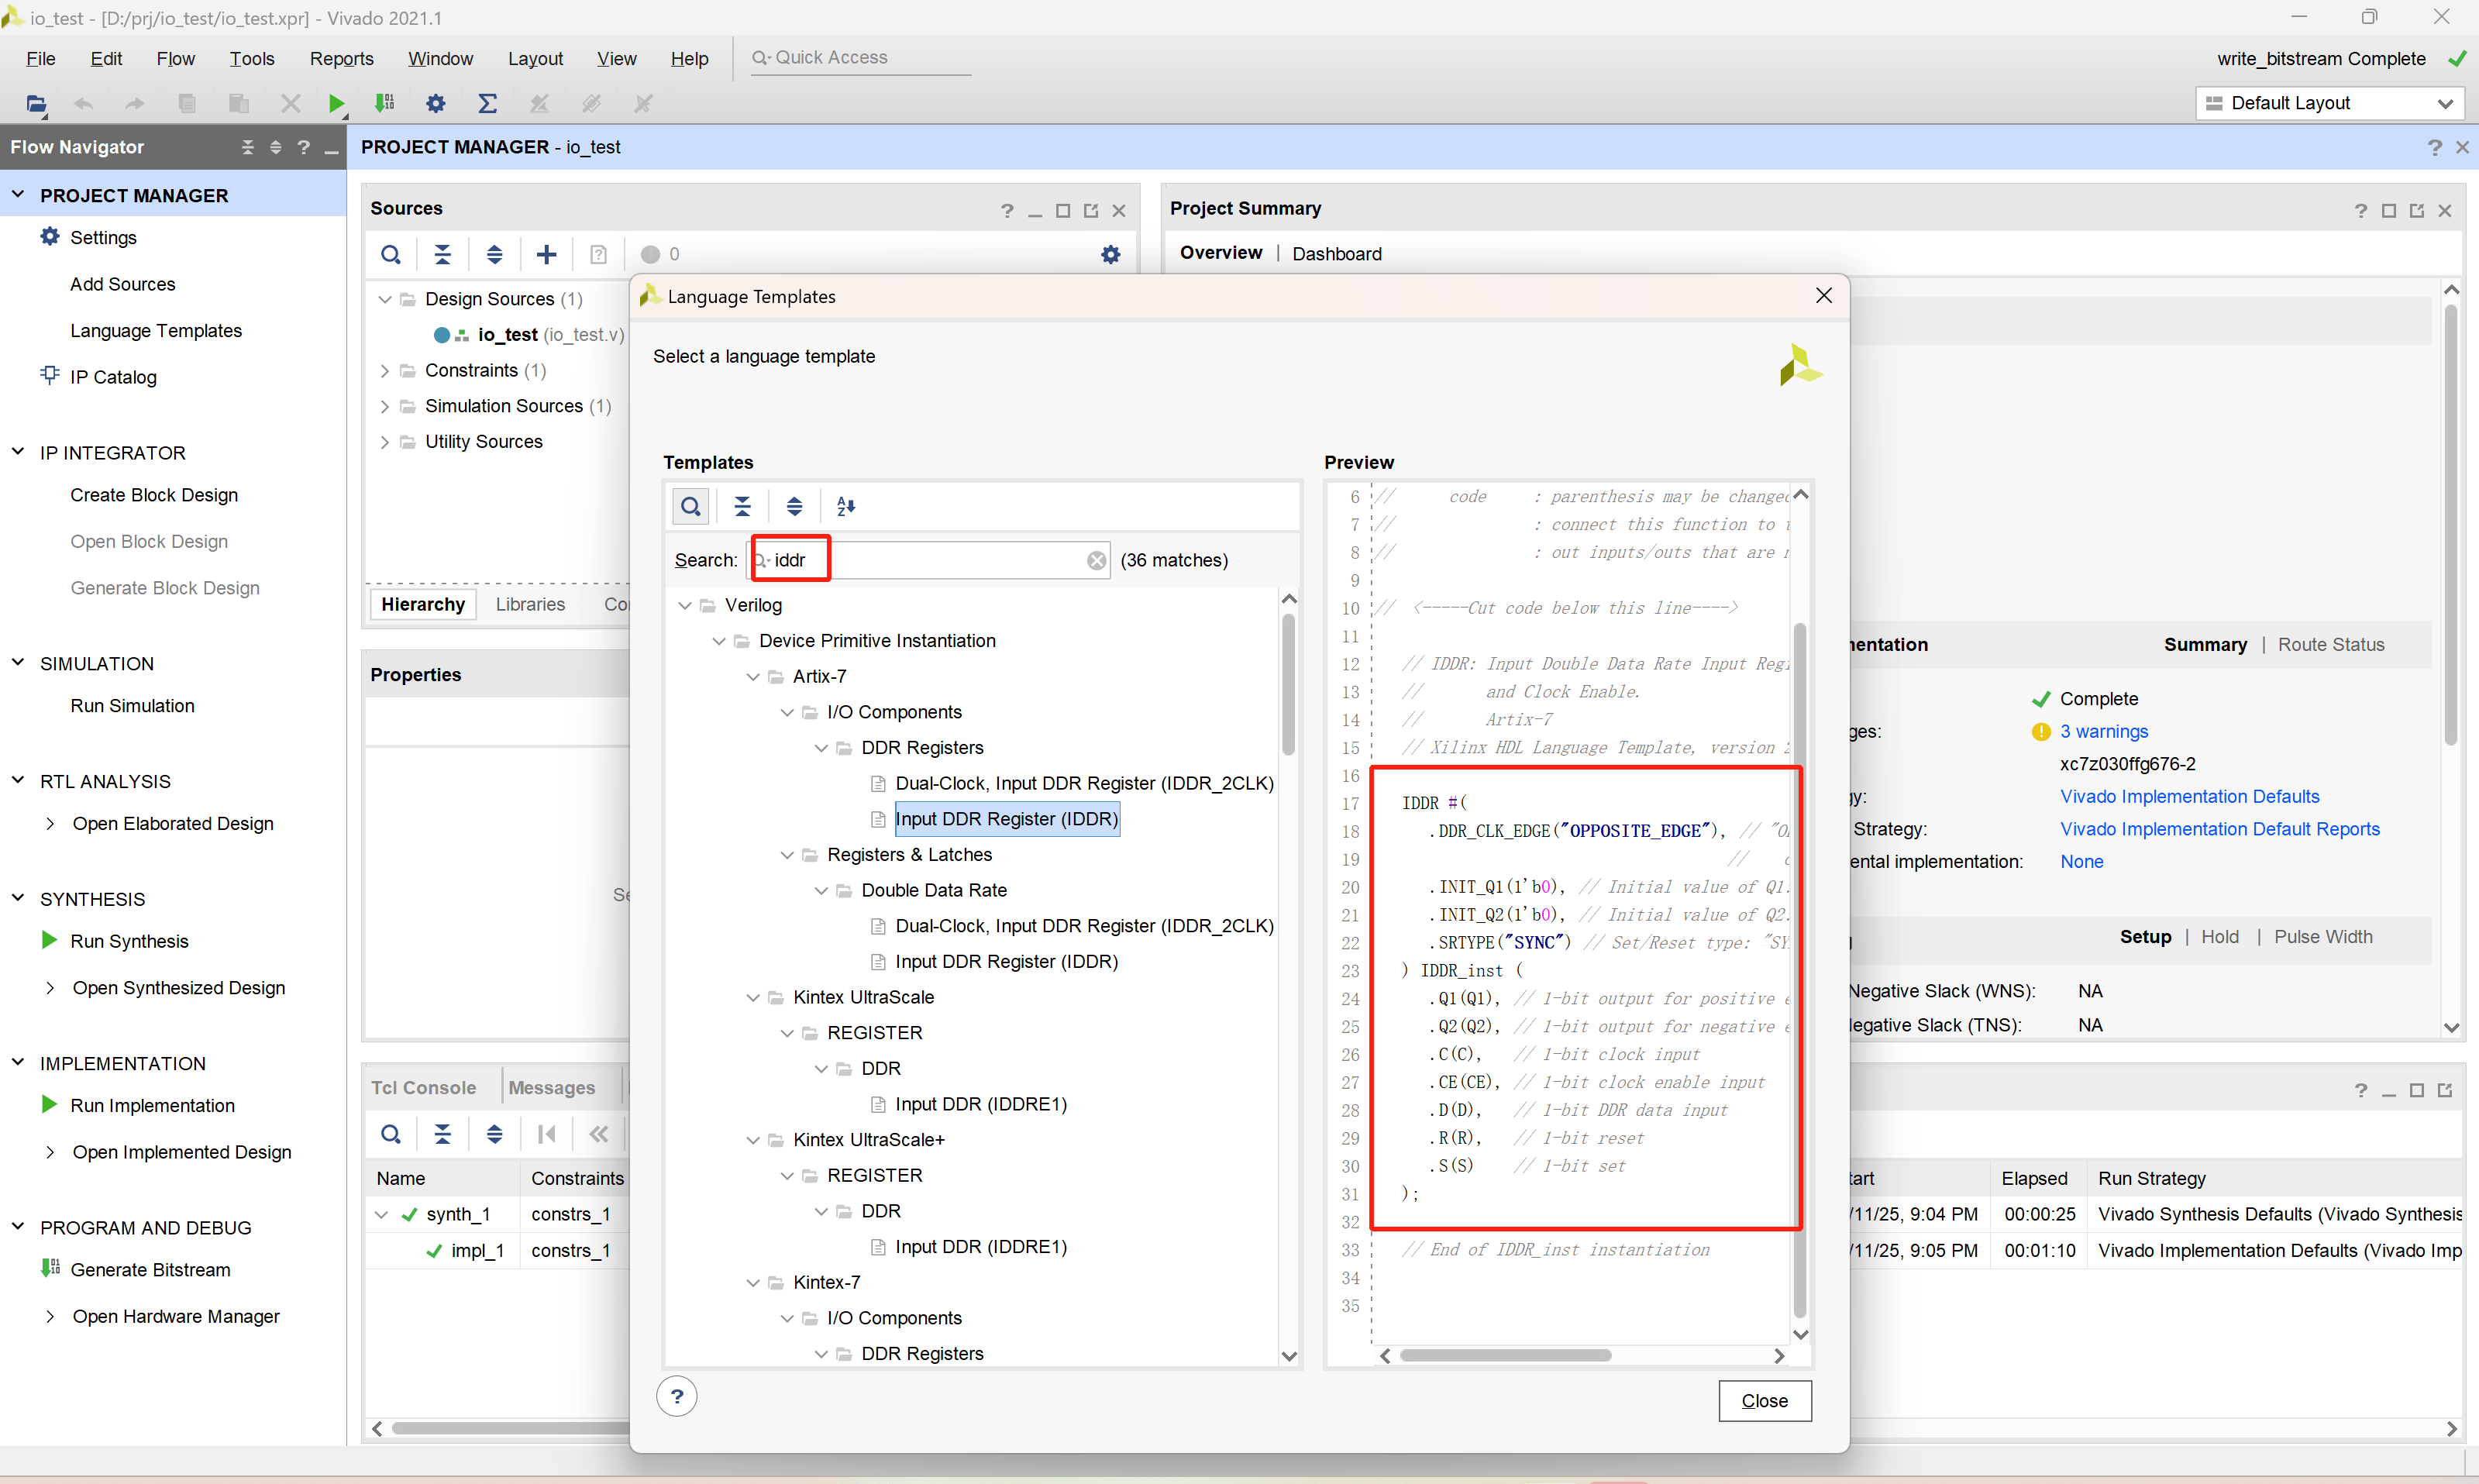 io_test - [D:/prj/io_test/io_test.xpr] - Vivado 2021.1
File Edit Flow Tools Reports Window Layout View Help Quick Access
write_bitstream Complete
Default Layout
Flow Navigator
PROJECT MANAGER - io_test
PROJECT MANAGER
Settings
Add Sources
Language Templates
IP Catalog
IP INTEGRATOR
Create Block Design
Open Block Design
Generate Block Design
SIMULATION
Run Simulation
RTL ANALYSIS
Open Elaborated Design
SYNTHESIS
Run Synthesis
Open Synthesized Design
IMPLEMENTATION
Run Implementation
Open Implemented Design
PROGRAM AND DEBUG
Generate Bitstream
Open Hardware Manager
Sources
0
Design Sources (1)
io_test (io_test.v)
Constraints (1)
Simulation Sources (1)
Utility Sources
Hierarchy Libraries
Properties
Tcl Console Messages
Name Constraints
synth_1 constrs_1
impl_1 constrs_1
Project Summary
Overview | Dashboard
Summary | Route Status
Complete
3 warnings
xc7z030ffg676-2
Vivado Implementation Defaults
Strategy: Vivado Implementation Default Reports
implementation: None
Setup | Hold | Pulse Width
Negative Slack (WNS): NA
Slack (TNS): NA
Elapsed Run Strategy
/11/25, 9:04 PM 00:00:25 Vivado Synthesis Defaults (Vivado Synthesis
/11/25, 9:05 PM 00:01:10 Vivado Implementation Defaults (Vivado Imp
Language Templates
Select a language template
Templates
Search: iddr (36 matches)
Verilog
Device Primitive Instantiation
Artix-7
I/O Components
DDR Registers
Dual-Clock, Input DDR Register (IDDR_2CLK)
Input DDR Register (IDDR)
Registers & Latches
Double Data Rate
Dual-Clock, Input DDR Register (IDDR_2CLK)
Input DDR Register (IDDR)
Kintex UltraScale
REGISTER
DDR
Input DDR (IDDRE1)
Kintex UltraScale+
REGISTER
DDR
Input DDR (IDDRE1)
Kintex-7
I/O Components
DDR Registers
Preview
6 // code : parenthesis may be changed
7 // : connect this function to
8 // : out inputs/outs that are
9
10 // <-----Cut code below this line---->
11
12 // IDDR: Input Double Data Rate Input
13 // and Clock Enable.
14 // Artix-7
15 // Xilinx HDL Language Template, version
16
17 IDDR #(
18 .DDR_CLK_EDGE("OPPOSITE_EDGE"), //
19 //
20 .INIT_Q1(1'b0), // Initial value of Q1
21 .INIT_Q2(1'b0), // Initial value of Q2
22 .SRTYPE("SYNC") // Set/Reset type: "SY
23 ) IDDR_inst (
24 .Q1(Q1), // 1-bit output for positive
25 .Q2(Q2), // 1-bit output for negative
26 .C(C), // 1-bit clock input
27 .CE(CE), // 1-bit clock enable input
28 .D(D), // 1-bit DDR data input
29 .R(R), // 1-bit reset
30 .S(S) // 1-bit set
31 );
32
33 // End of IDDR_inst instantiation
34
35
Close